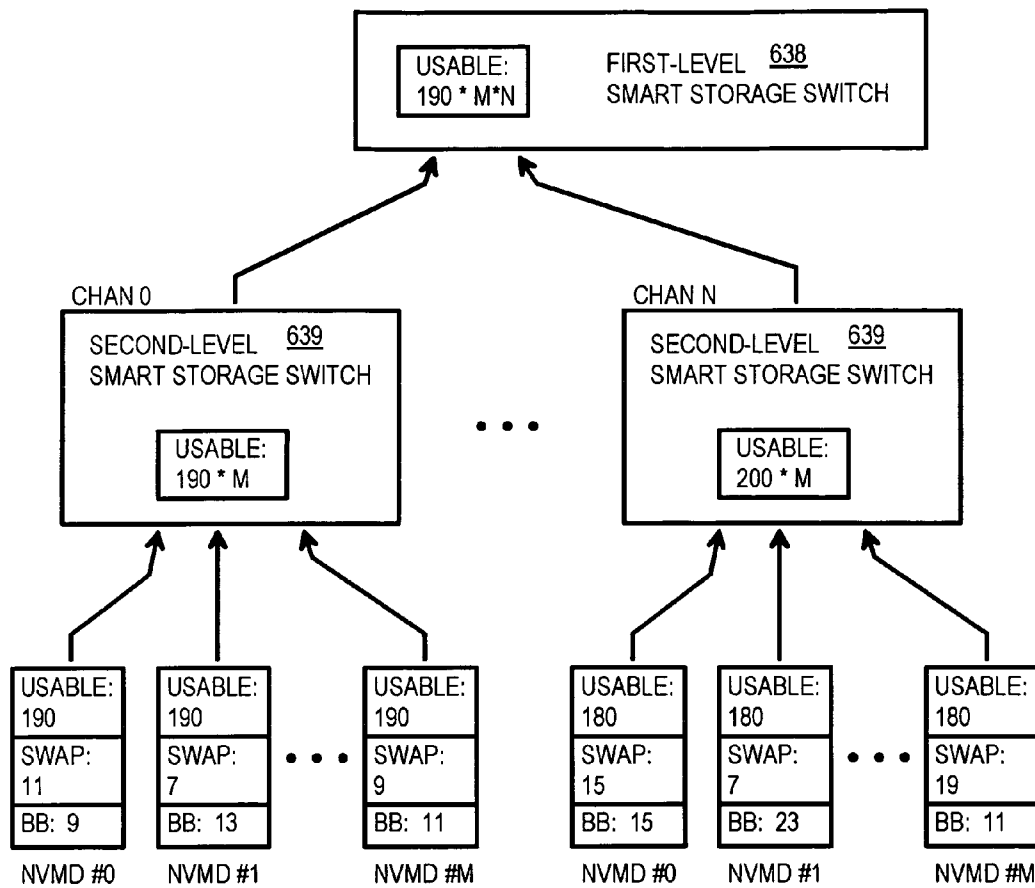 USABLE:
190 * M*N
FIRST-LEVEL 638
SMART STORAGE SWITCH
CHAN 0
SECOND-LEVEL 639
SMART STORAGE SWITCH
USABLE:
190 * M
CHAN N
SECOND-LEVEL 639
SMART STORAGE SWITCH
USABLE:
200 * M
USABLE:
190
SWAP:
11
BB: 9
NVMD #0
USABLE:
190
SWAP:
7
BB: 13
NVMD #1
USABLE:
190
SWAP:
9
BB: 11
NVMD #M
USABLE:
180
SWAP:
15
BB: 15
NVMD #0
USABLE:
180
SWAP:
7
BB: 23
NVMD #1
USABLE:
180
SWAP:
19
BB: 11
NVMD #M